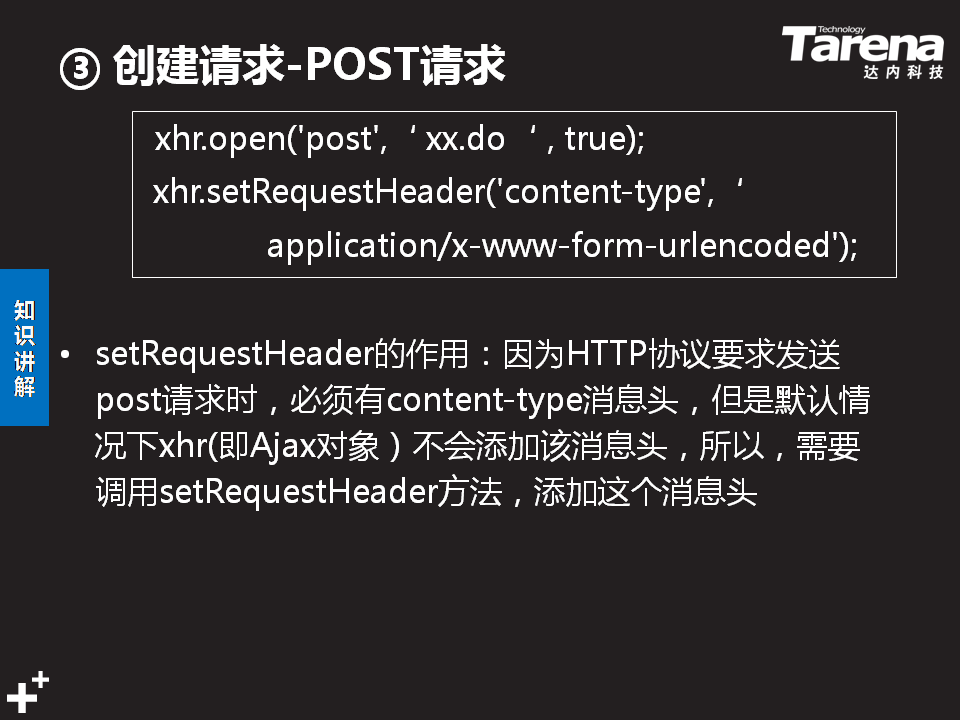 ③ 创建请求-POST请求
Technology
Tarena
达内科技
xhr.open('post',‘ xx.do‘ , true);
xhr.setRequestHeader('content-type',‘
application/x-www-form-urlencoded');
知识讲解
• setRequestHeader的作用：因为HTTP协议要求发送
post请求时，必须有content-type消息头，但是默认情
况下xhr(即Ajax对象）不会添加该消息头，所以，需要
调用setRequestHeader方法，添加这个消息头